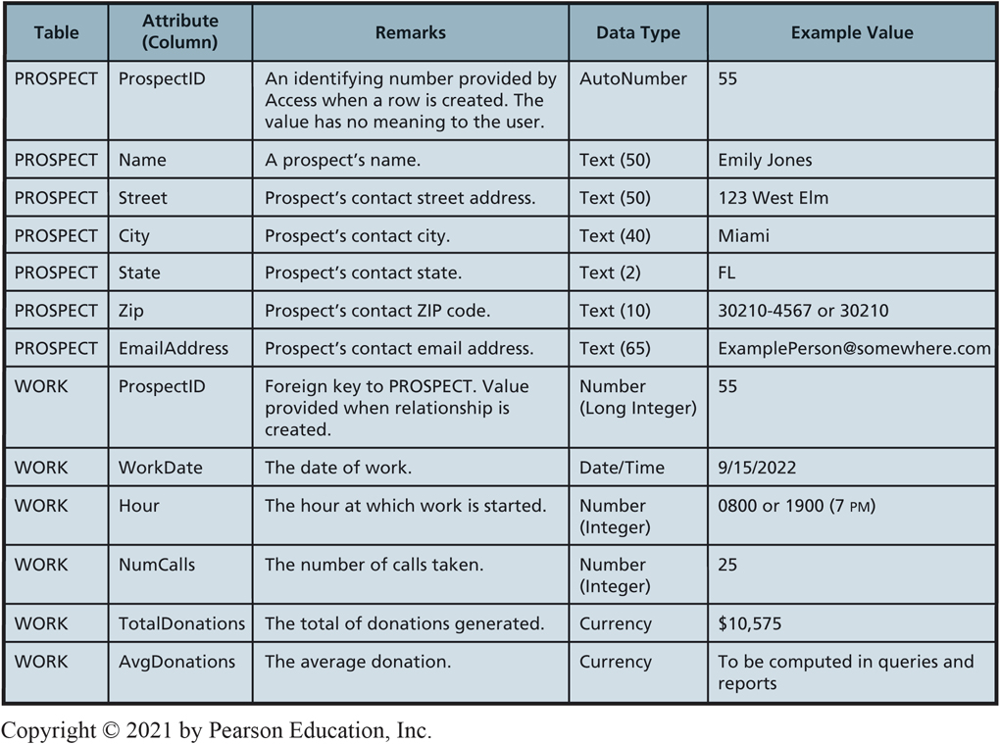 Table Attribute (Column) Remarks Data Type Example Value
PROSPECT ProspectID An identifying number provided by Access when a row is created. The value has no meaning to the user. AutoNumber 55
PROSPECT Name A prospect's name. Text (50) Emily Jones
PROSPECT Street Prospect's contact street address. Text (50) 123 West Elm
PROSPECT City Prospect's contact city. Text (40) Miami
PROSPECT State Prospect's contact state. Text (2) FL
PROSPECT Zip Prospect's contact ZIP code. Text (10) 30210-4567 or 30210
PROSPECT EmailAddress Prospect's contact email address. Text (65) ExamplePerson@somewhere.com
WORK ProspectID Foreign key to PROSPECT. Value provided when relationship is created. Number (Long Integer) 55
WORK WorkDate The date of work. Date/Time 9/15/2022
WORK Hour The hour at which work is started. Number (Integer) 0800 or 1900 (7 PM)
WORK NumCalls The number of calls taken. Number (Integer) 25
WORK TotalDonations The total of donations generated. Currency $10,575
WORK AvgDonations The average donation. Currency To be computed in queries and reports
Copyright © 2021 by Pearson Education, Inc.